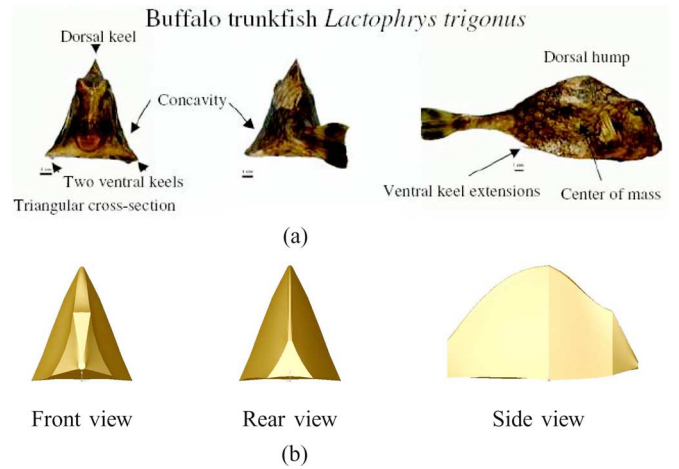 Buffalo trunkfish Lactophrys trigonus
Dorsal keel
Concavity
Two ventral keels
Triangular cross-section
Dorsal hump
Ventral keel extensions
Center of mass
(a)
Front view
Rear view
Side view
(b)